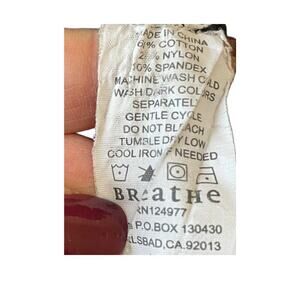 MADE IN CHINA
COTTON
NYLON
10% SPANDEX
MACHINE WASH COLD
WASH DARK COLORS
SEPARATELY
GENTLE CYCLE
DO NOT BLEACH
TUMBLE DRY LOW
COOL IRON IF NEEDED
BREATHE
RN124977
P.O.BOX 130430
CARLSBAD,CA.92013